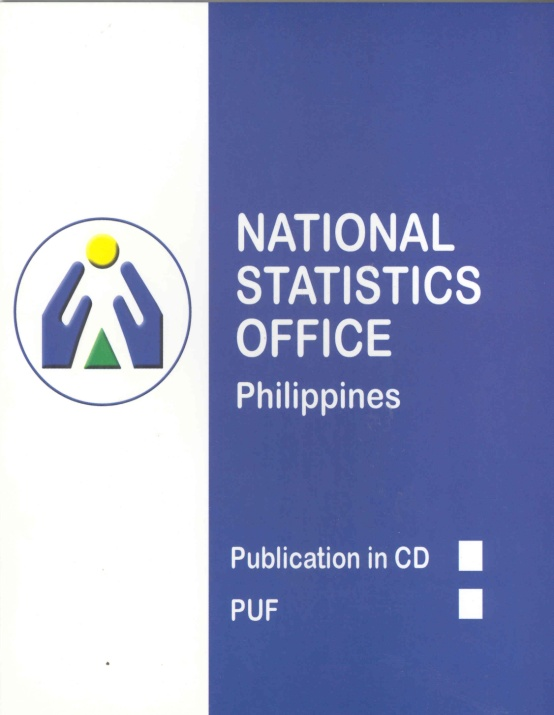 NATIONAL
STATISTICS
OFFICE
Philippines
Publication in CD
PUF